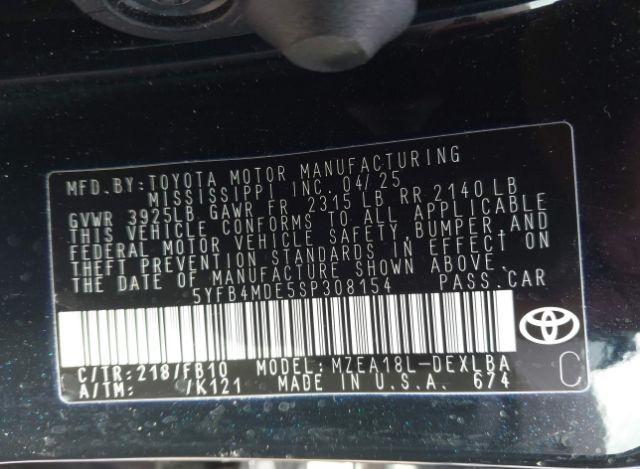 MFD. BY: TOYOTA MOTOR MANUFACTURING
MISSISSIPPI INC. 04/25
GVWR 3925LB GAWR FR 2315 LB RR 2140 LB
THIS VEHICLE CONFORMS TO ALL APPLICABLE
FEDERAL MOTOR VEHICLE SAFETY, BUMPER, AND
THEFT PREVENTION STANDARDS IN EFFECT ON
THE DATE OF MANUFACTURE SHOWN ABOVE.
5YFB4MDE5SP308154 PASS. CAR
C/TR: 218/FB10 MODEL: MZEA18L-DEXLBA
A/TM: /K121 MADE IN U.S.A. 674
C